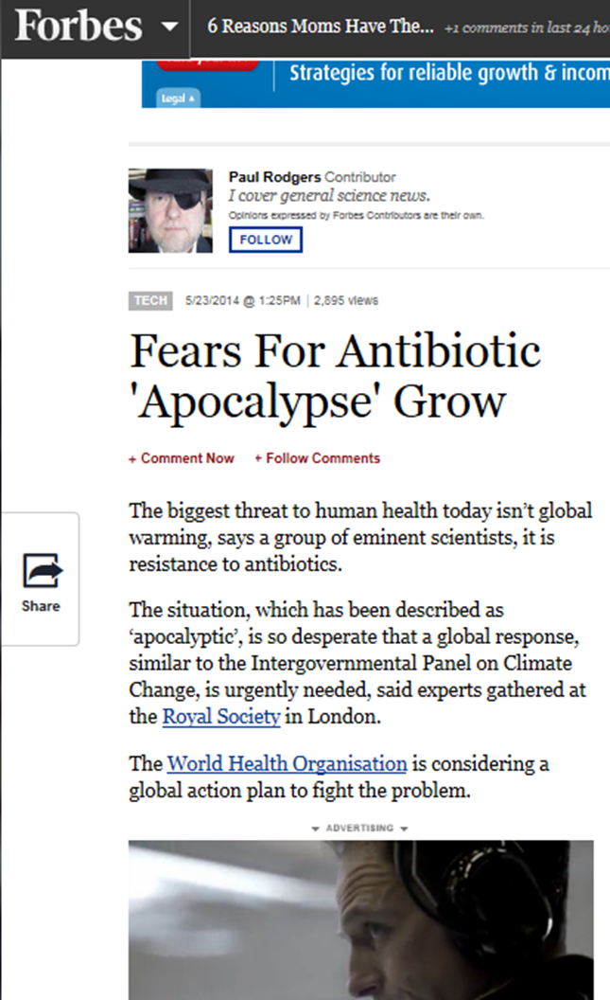 Forbes 6 Reasons Moms Have The... +1 comments in last 24 ho
Strategies for reliable growth & incom
Legal
Paul Rodgers Contributor
I cover general science news.
Opinions expressed by Forbes Contributors are their own.
FOLLOW
TECH 5/23/2014 @ 1:25PM | 2,895 views
Fears For Antibiotic
'Apocalypse' Grow
+ Comment Now + Follow Comments
The biggest threat to human health today isn’t global
warming, says a group of eminent scientists, it is
resistance to antibiotics.
Share
The situation, which has been described as
‘apocalyptic’, is so desperate that a global response,
similar to the Intergovernmental Panel on Climate
Change, is urgently needed, said experts gathered at
the Royal Society in London.
The World Health Organisation is considering a
global action plan to fight the problem.
ADVERTISING